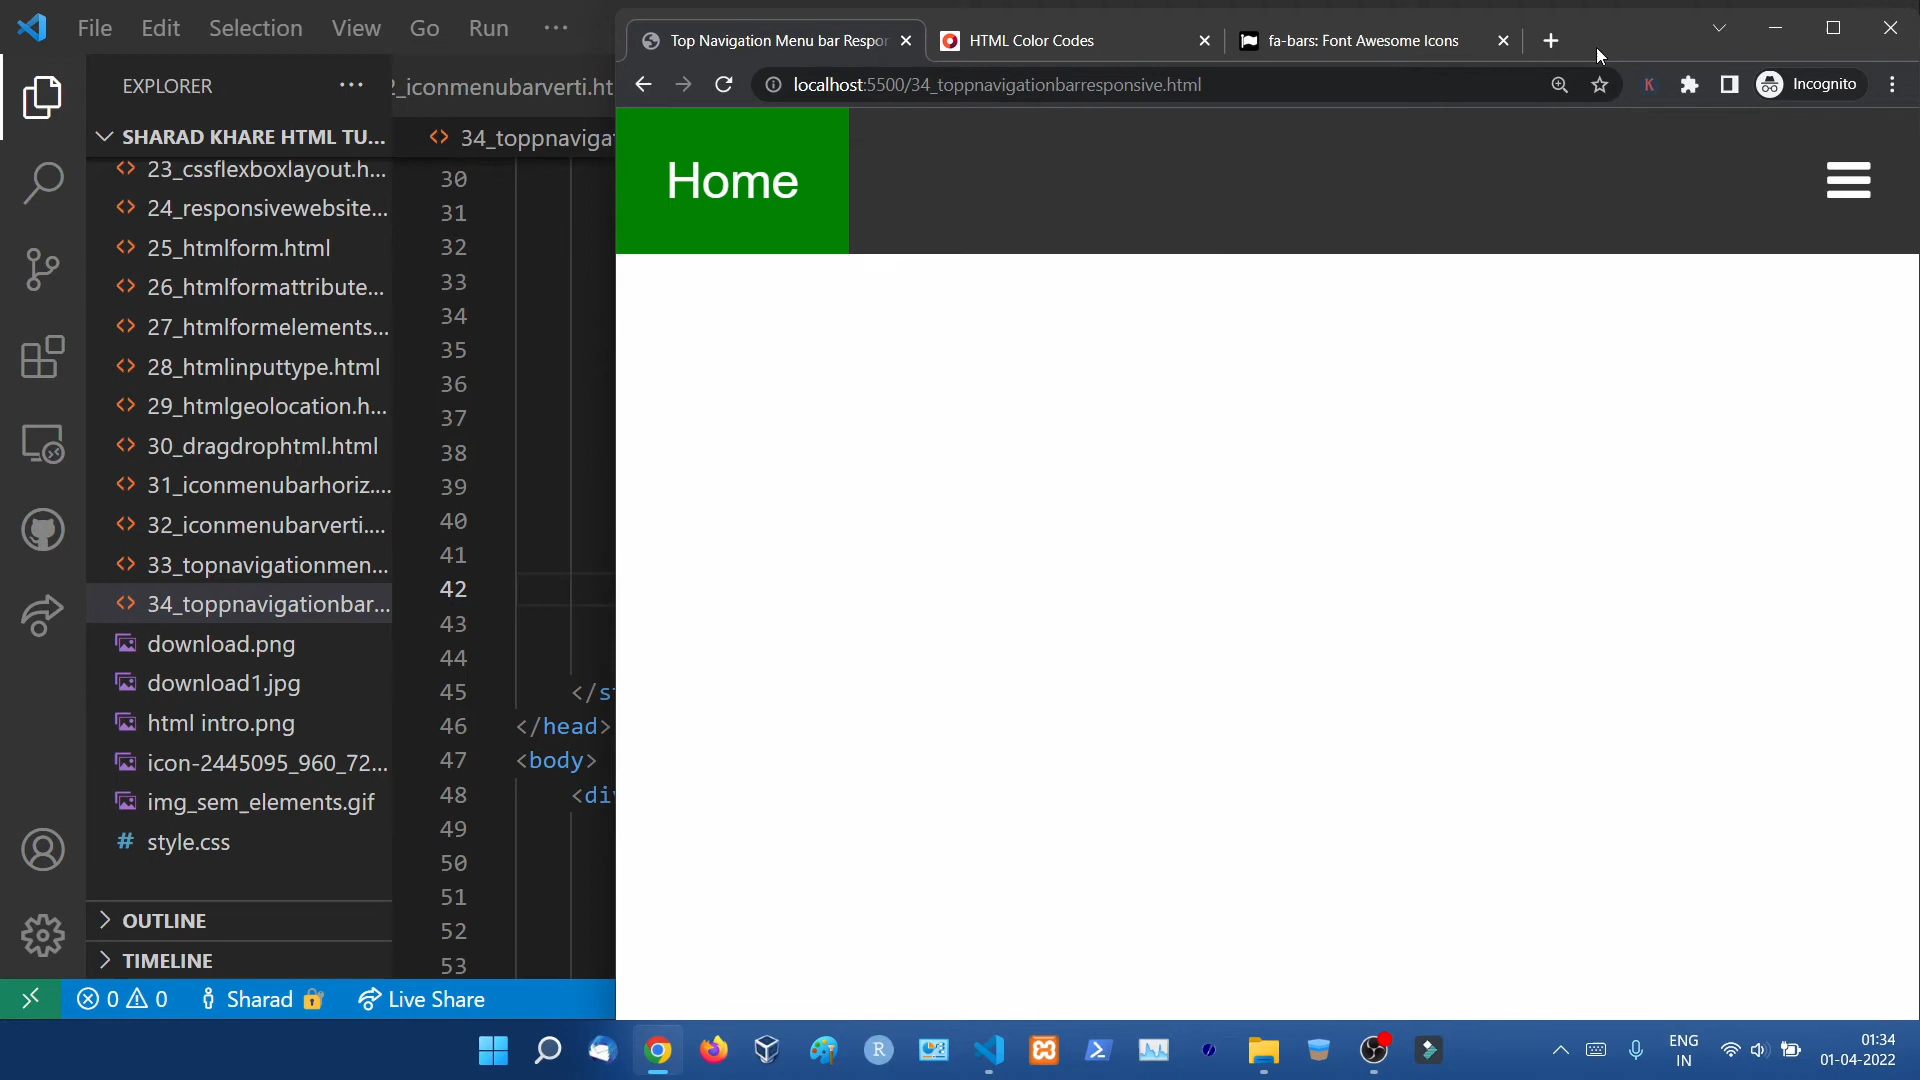 File Edit Selection View Go Run ···
EXPLORER ···
SHARAD KHARE HTML TU...
23_cssflexboxlayout.h...
24_responsivewebsite...
25_htmlform.html
26_htmlformattribute...
27_htmlformelements...
28_htmlinputtype.html
29_htmlgeolocation.h...
30_dragdrophtml.html
31_iconmenubarhoriz....
32_iconmenubarverti....
33_topnavigationmen...
34_toppnavigationbar...
download.png
download1.jpg
html intro.png
icon-2445095_960_72...
img_sem_elements.gif
# style.css
OUTLINE
TIMELINE
0 0 Sharad Live Share
2_iconmenubarverti.ht
34_toppnavigat
30
31
32
33
34
35
36
37
38
39
40
41
42
43
44
45 </st
46 </head>
47 <body>
48 <div
49
50
51
52
53
Top Navigation Menu bar Respo
HTML Color Codes
fa-bars: Font Awesome Icons
localhost:5500/34_toppnavigationbarresponsive.html
K
Incognito
Home
R
ENG
IN
01:34
01-04-2022